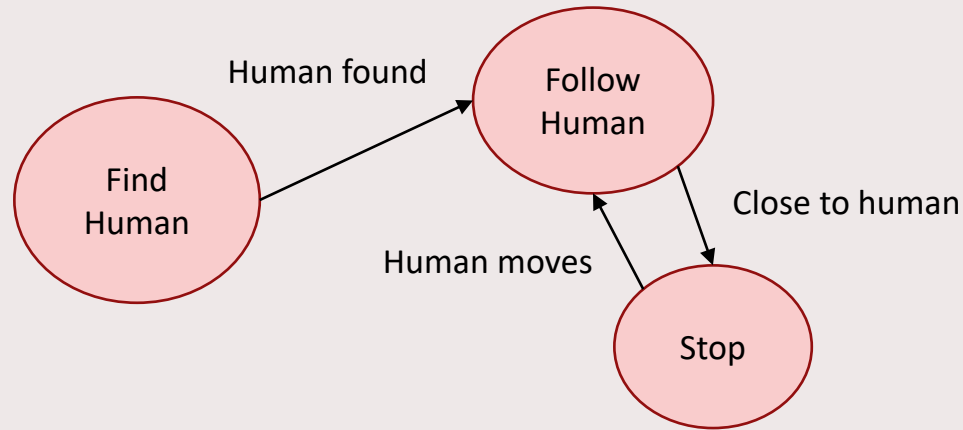 Human found
Follow
Human
Find
Human
Close to human
Human moves
Stop